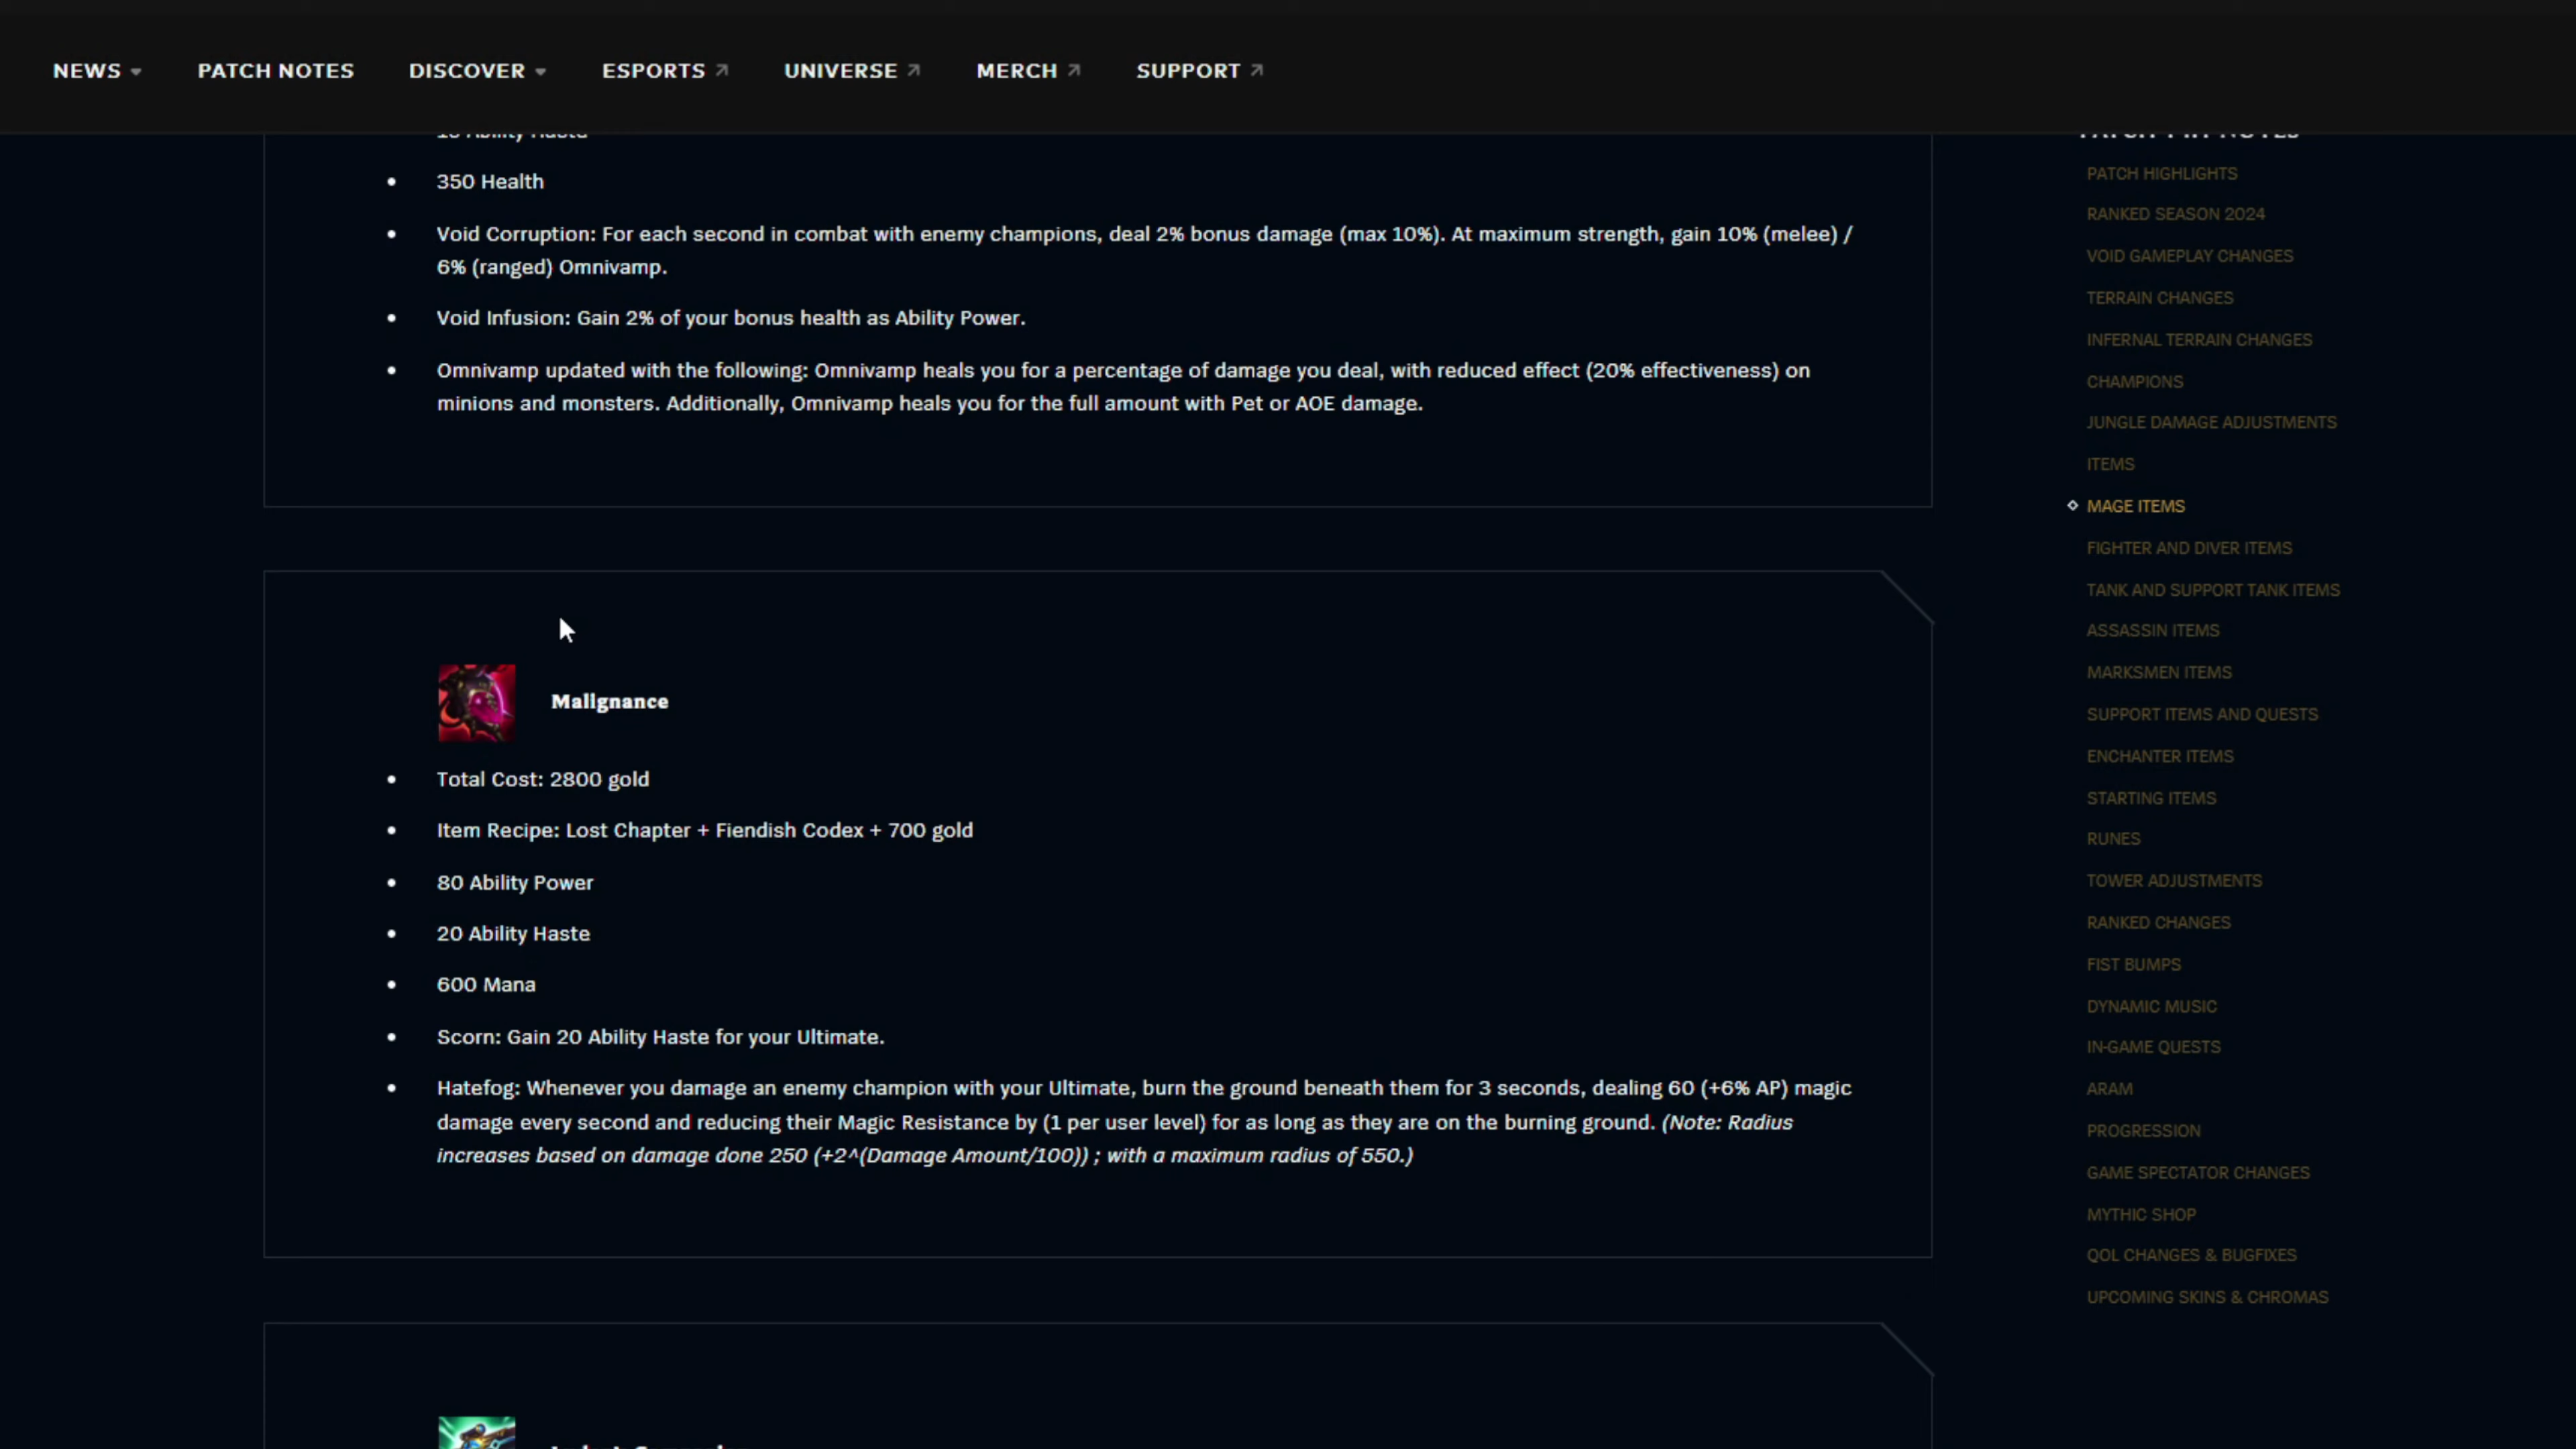 NEWS PATCH NOTES DISCOVER ESPORTS UNIVERSE MERCH SUPPORT
350 Health
Void Corruption: For each second in combat with enemy champions, deal 2% bonus damage (max 10%). At maximum strength, gain 10% (melee) /
6% (ranged) Omnivamp.
Void Infusion: Gain 2% of your bonus health as Ability Power.
Omnivamp updated with the following: Omnivamp heals you for a percentage of damage you deal, with reduced effect (20% effectiveness) on
minions and monsters. Additionally, Omnivamp heals you for the full amount with Pet or AOE damage.
Malignance
Total Cost: 2800 gold
Item Recipe: Lost Chapter + Fiendish Codex + 700 gold
80 Ability Power
20 Ability Haste
600 Mana
Scorn: Gain 20 Ability Haste for your Ultimate.
Hatefog: Whenever you damage an enemy champion with your Ultimate, burn the ground beneath them for 3 seconds, dealing 60 (+6% AP) magic
damage every second and reducing their Magic Resistance by (1 per user level) for as long as they are on the burning ground. (Note: Radius
increases based on damage done 250 (+2^(Damage Amount/100)) ; with a maximum radius of 550.)
PATCH HIGHLIGHTS
RANKED SEASON 2024
VOID GAMEPLAY CHANGES
TERRAIN CHANGES
INFERNAL TERRAIN CHANGES
CHAMPIONS
JUNGLE DAMAGE ADJUSTMENTS
ITEMS
MAGE ITEMS
FIGHTER AND DIVER ITEMS
TANK AND SUPPORT TANK ITEMS
ASSASSIN ITEMS
MARKSMEN ITEMS
SUPPORT ITEMS AND QUESTS
ENCHANTER ITEMS
STARTING ITEMS
RUNES
TOWER ADJUSTMENTS
RANKED CHANGES
FIST BUMPS
DYNAMIC MUSIC
IN-GAME QUESTS
ARAM
PROGRESSION
GAME SPECTATOR CHANGES
MYTHIC SHOP
QOL CHANGES & BUGFIXES
UPCOMING SKINS & CHROMAS